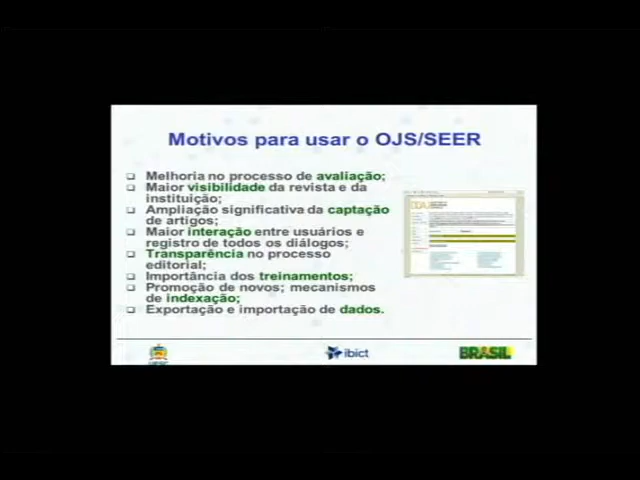 Motivos para usar o OJS/SEER
❑ Melhoria no processo de avaliação;
❑ Maior visibilidade da revista e da
instituição;
❑ Ampliação significativa da captação
de artigos;
❑ Maior interação entre usuários e
registro de todos os diálogos;
❑ Transparência no processo
editorial;
❑ Importância dos treinamentos;
❑ Promoção de novos; mecanismos
de indexação;
❑ Exportação e importação de dados.
ibict
BRASIL